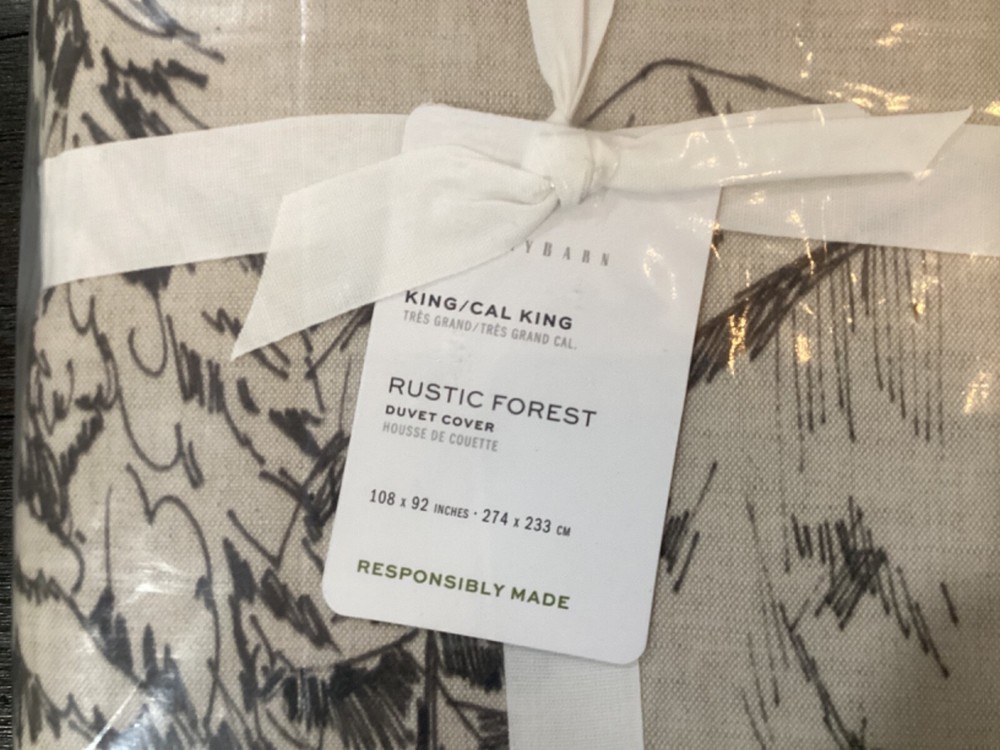 YBARN
KING/CAL KING
TRÈS GRAND/TRÈS GRAND CAL.
RUSTIC FOREST
DUVET COVER
HOUSSE DE COUETTE
108 x 92 INCHES · 274 x 233 CM
RESPONSIBLY MADE